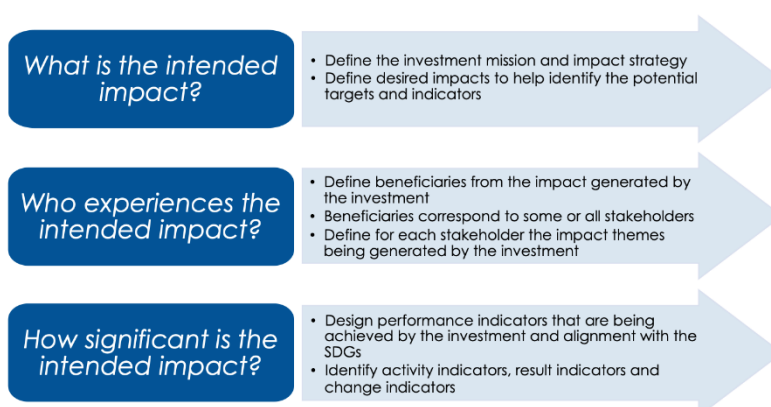 What is the intended
impact?
• Define the investment mission and impact strategy
• Define desired impacts to help identify the potential
targets and indicators
Who experiences the
intended impact?
• Define beneficiaries from the impact generated by
the investment
• Beneficiaries correspond to some or all stakeholders
• Define for each stakeholder the impact themes
being generated by the investment
How significant is the
intended impact?
• Design performance indicators that are being
achieved by the investment and alignment with the
SDGs
• Identify activity indicators, result indicators and
change indicators